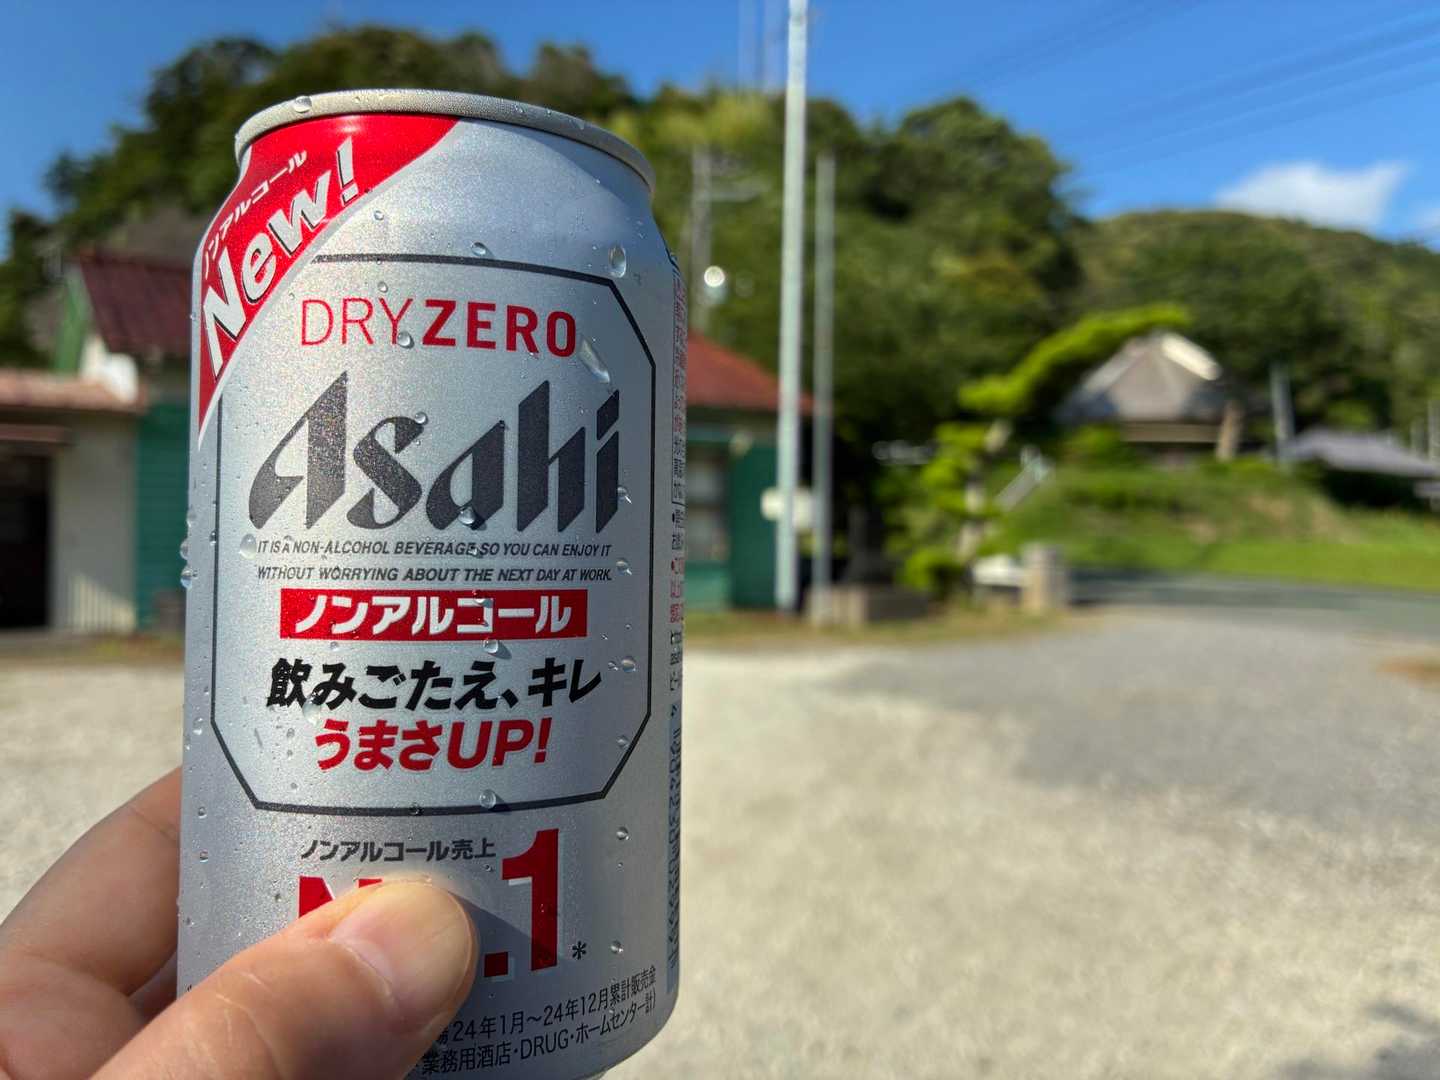 ノンアルコール
New!
DRY ZERO
Asahi
IT IS A NON-ALCOHOL BEVERAGE SO YOU CAN ENJOY IT
WITHOUT WORRYING ABOUT THE NEXT DAY AT WORK.
ノンアルコール
飲みごたえ、キレ
うまさUP!
ノンアルコール売上
.1*
24年1月～24年12月累計販売金
業務用酒店・DRUG・ホームセンター計)